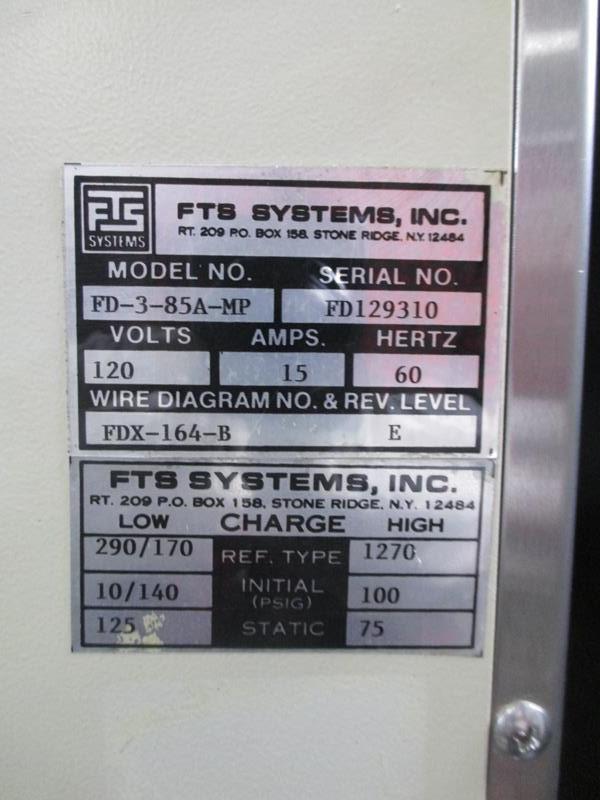 FTS SYSTEMS
FTS SYSTEMS, INC.
RT. 209 P.O. BOX 158, STONE RIDGE, N.Y. 12484
MODEL NO. SERIAL NO.
FD-3-85A-MP FD129310
VOLTS AMPS. HERTZ
120 15 60
WIRE DIAGRAM NO. & REV. LEVEL
FDX-164-B E
FTS SYSTEMS, INC.
RT. 209 P.O. BOX 158, STONE RIDGE, N.Y. 12484
LOW CHARGE HIGH
290/170 REF. TYPE 1270
10/140 INITIAL (PSIG) 100
125 STATIC 75